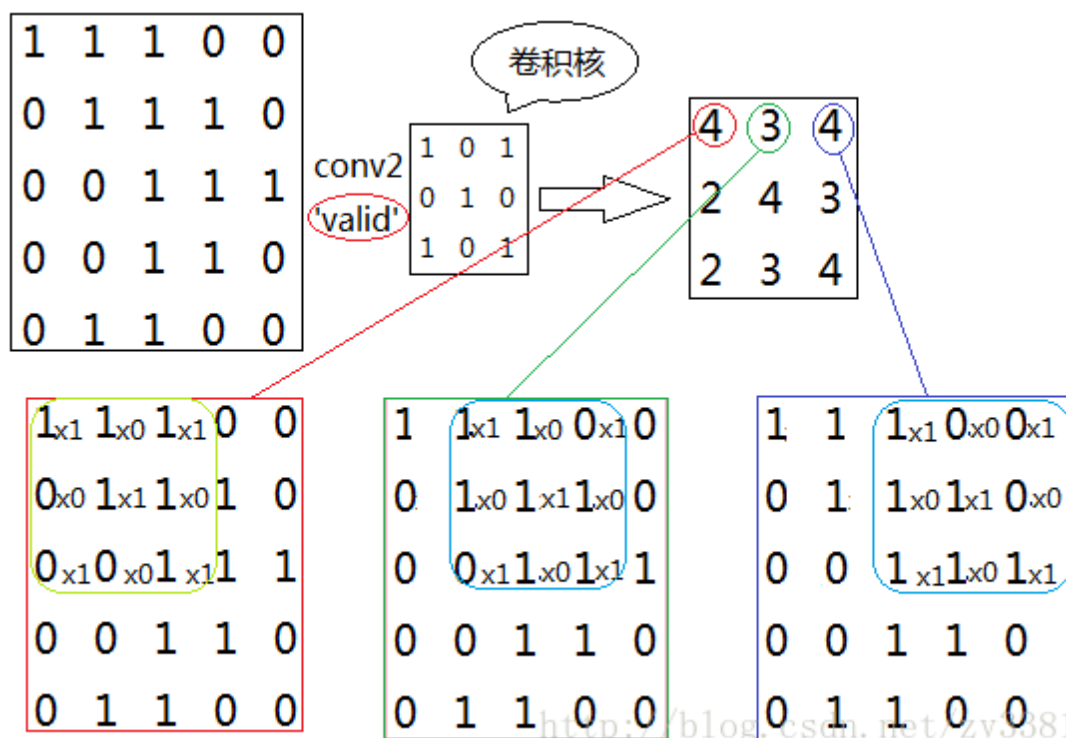 1 1 1 0 0
0 1 1 1 0
0 0 1 1 1
0 0 1 1 0
0 1 1 0 0
conv2
'valid'
卷积核
1 0 1
0 1 0
1 0 1
4 3 4
2 4 3
2 3 4
1x1 1x0 1x1 0 0
0x0 1x1 1x0 1 0
0x1 0x0 1x1 1 1
0 0 1 1 0
0 1 1 0 0
1 1x1 1x0 0x1 0
0 1x0 1x1 1x0 0
0 0x1 1x0 1x1 1
0 0 1 1 0
0 1 1 0 0
1 1 1x1 0x0 0x1
0 1 1x0 1x1 0x0
0 0 1x1 1x0 1x1
0 0 1 1 0
0 1 1 0 0
http://blog.csdn.net/zy3381